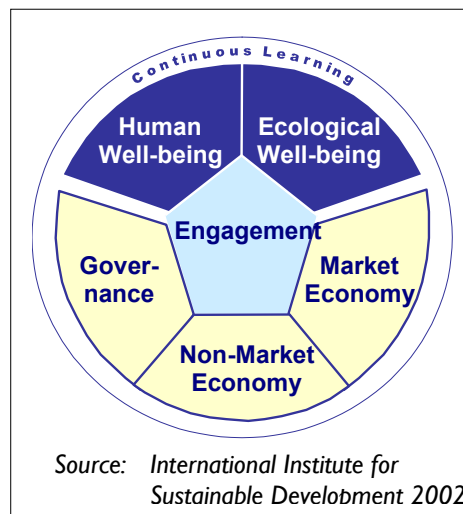 Continuous Learning
Human
Well-being
Ecological
Well-being
Engagement
Gover-
nance
Market
Economy
Non-Market
Economy
Source: International Institute for
Sustainable Development 2002